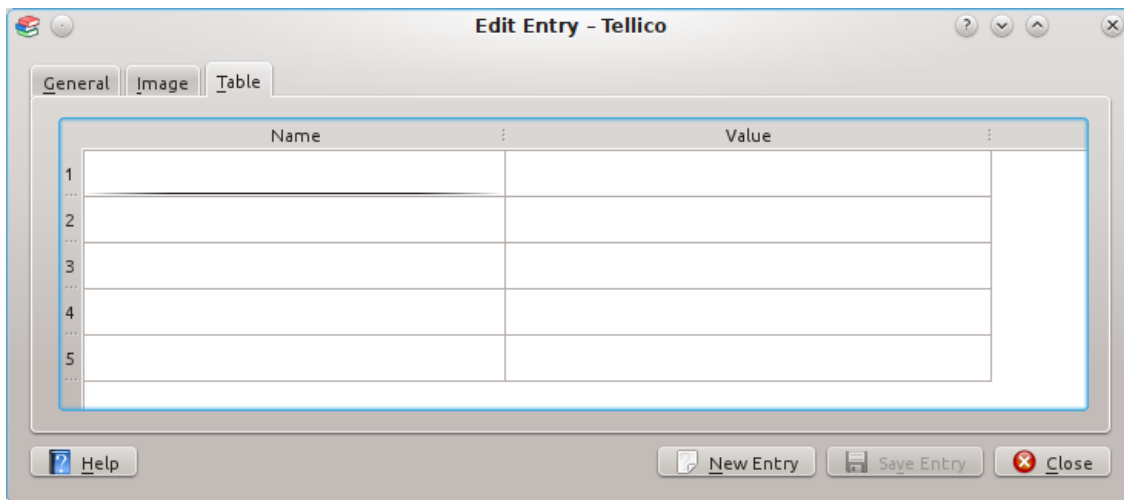 Edit Entry – Tellico
General Image Table
Name Value
1
2
3
4
5
Help New Entry Save Entry Close